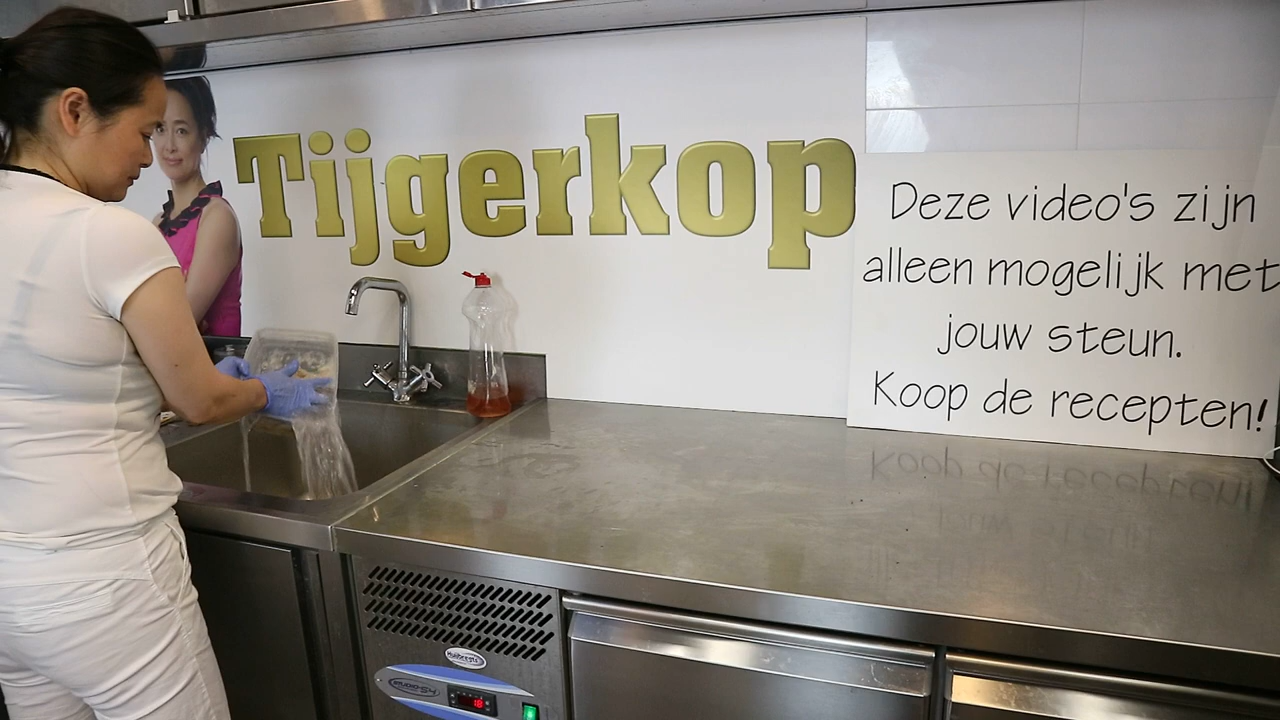 Tijgerkop
Deze video's zijn
alleen mogelijk met
jouw steun.
Koop de recepten!